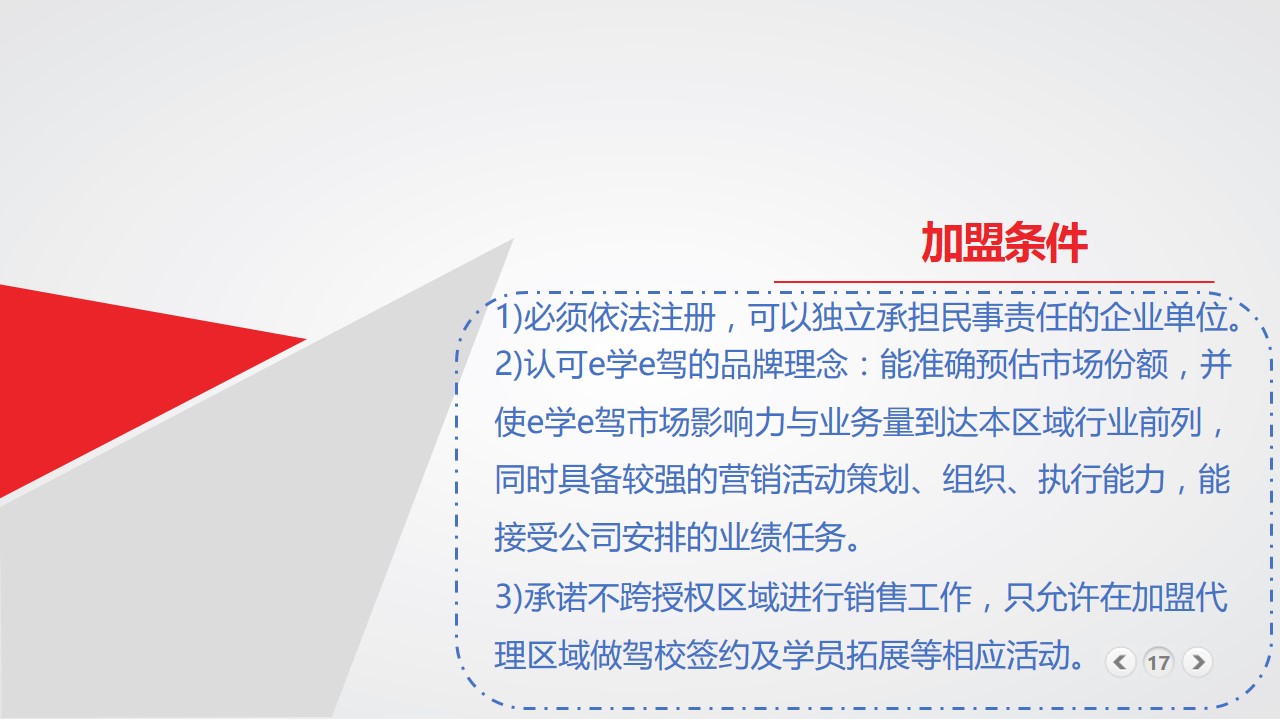 加盟条件
1)必须依法注册，可以独立承担民事责任的企业单位。
2)认可e学e驾的品牌理念：能准确预估市场份额，并
使e学e驾市场影响力与业务量到达本区域行业前列，
同时具备较强的营销活动策划、组织、执行能力，能
接受公司安排的业绩任务。
3)承诺不跨授权区域进行销售工作，只允许在加盟代
理区域做驾校签约及学员拓展等相应活动。
17